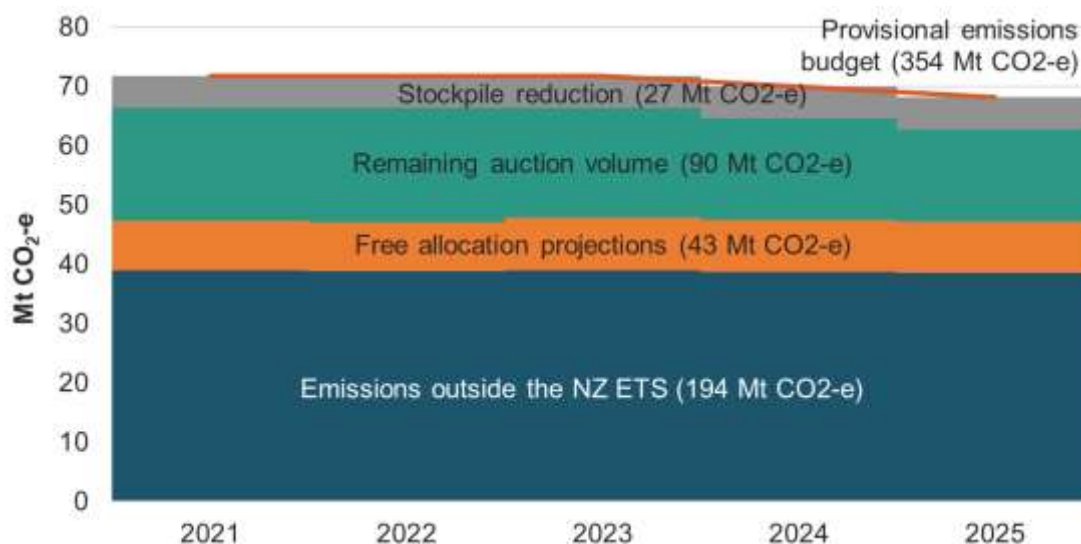 80
Provisional emissions
budget (354 Mt CO2-e)
70
Stockpile reduction (27 Mt CO2-e)
60
Remaining auction volume (90 Mt CO2-e)
50
Free allocation projections (43 Mt CO2-e)
40
Mt CO₂-e
30
Emissions outside the NZ ETS (194 Mt CO2-e)
20
10
0
2021 2022 2023 2024 2025